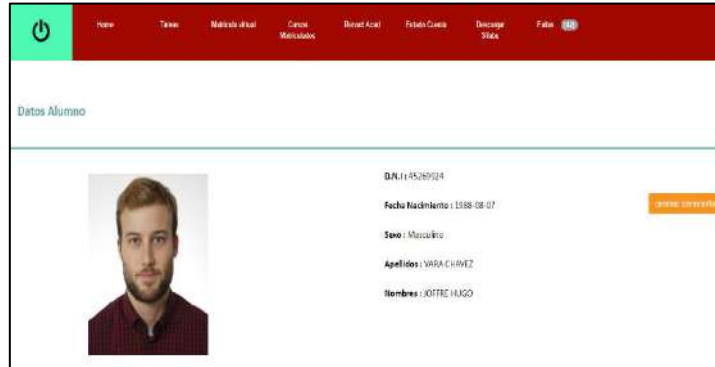 Home
Tareas
Matricula virtual
Cursos
Matriculados
Record Acad
Estado Cuenta
Descargar
Silabo
Datos Alumno
D.N.I : 45269924
Fecha Nacimiento : 1988-08-07
Sexo : Masculino
Apellidos : VARA CHAVEZ
Nombres : JOFFRE HUGO